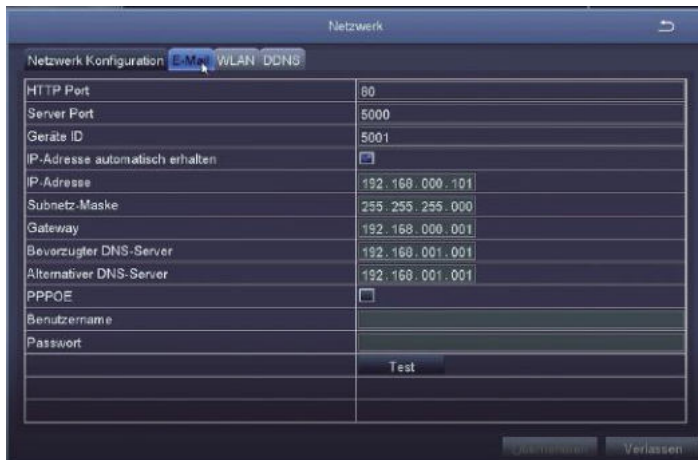 Netzwerk
Netzwerk Konfiguration E-Mail WLAN DDNS
HTTP Port 80
Server Port 5000
Geräte ID 5001
IP-Adresse automatisch erhalten
IP-Adresse 192.168.000.101
Subnetz-Maske 255.255.255.000
Gateway 192.168.000.001
Bevorzugter DNS-Server 192.168.001.001
Alternativer DNS-Server 192.168.001.001
PPPOE
Benutzername
Passwort
Test
Verlassen